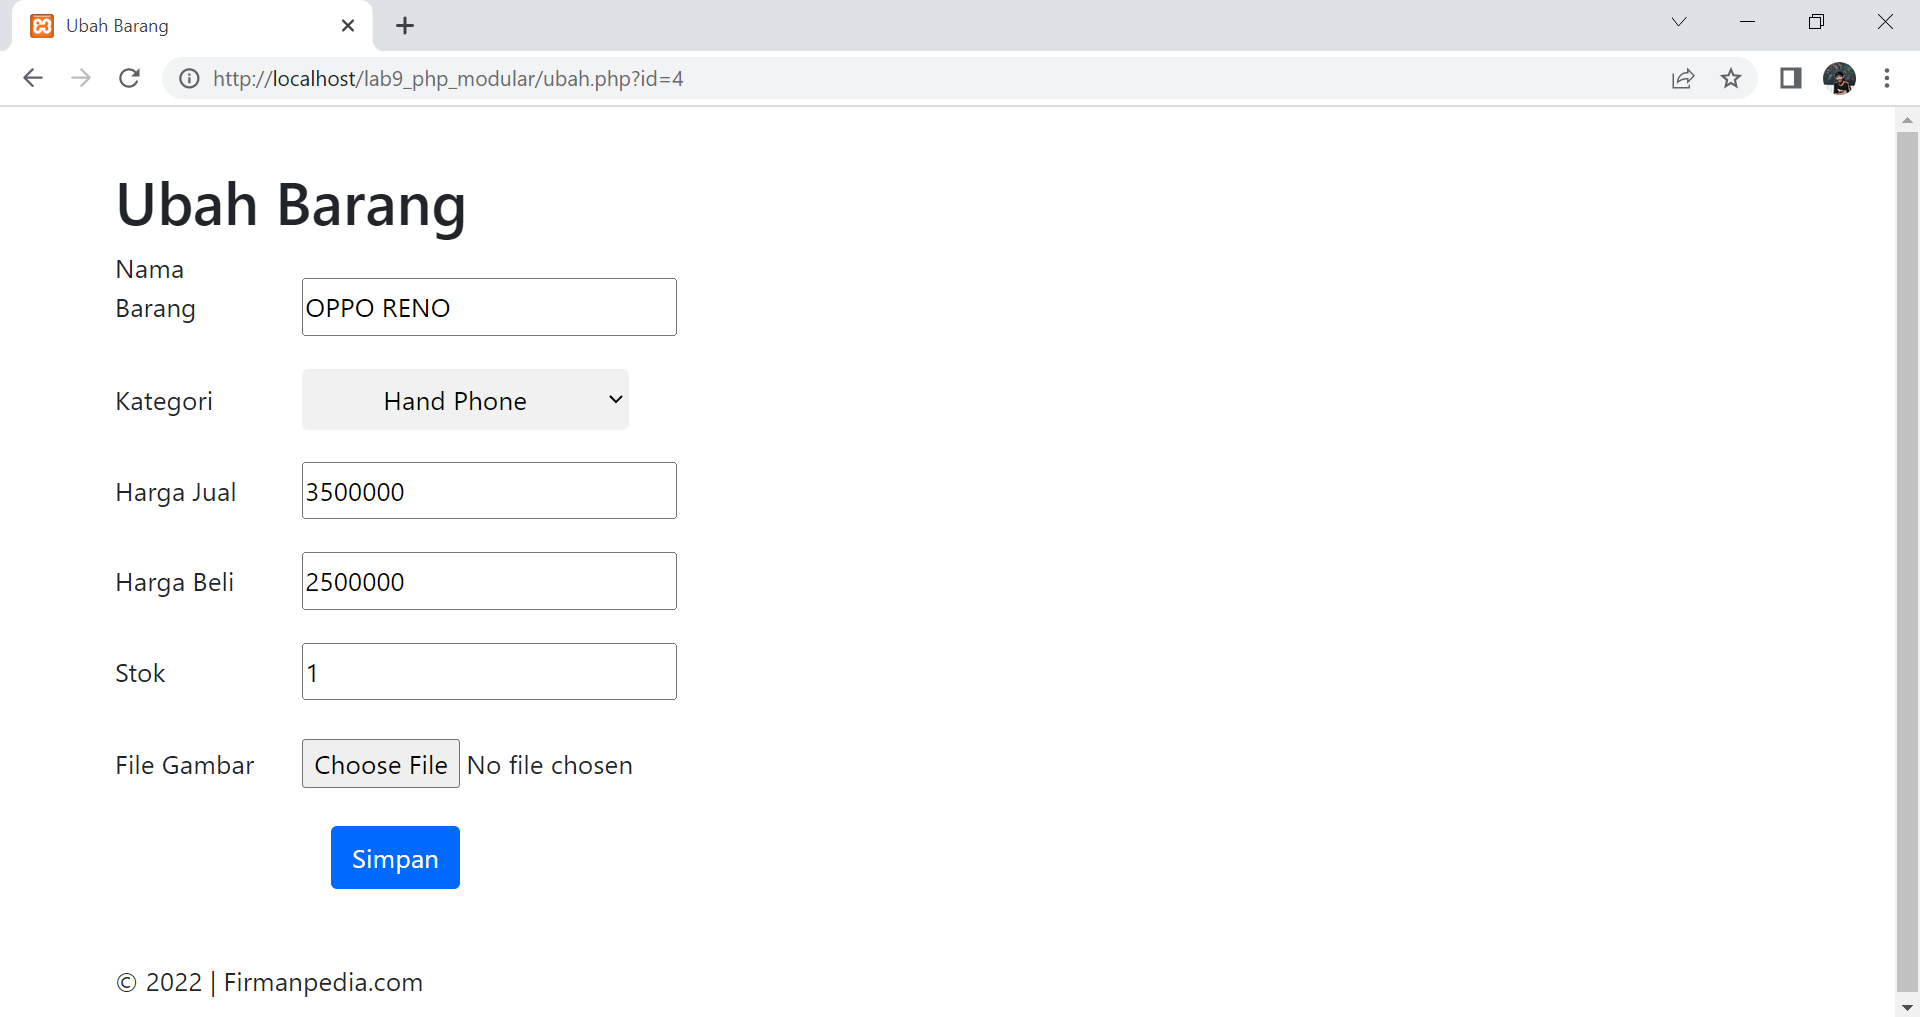 Ubah Barang
http://localhost/lab9_php_modular/ubah.php?id=4
Ubah Barang
Nama
Barang
OPPO RENO
Kategori
Hand Phone
Harga Jual
3500000
Harga Beli
2500000
Stok
1
File Gambar
Choose File No file chosen
Simpan
© 2022 | Firmanpedia.com